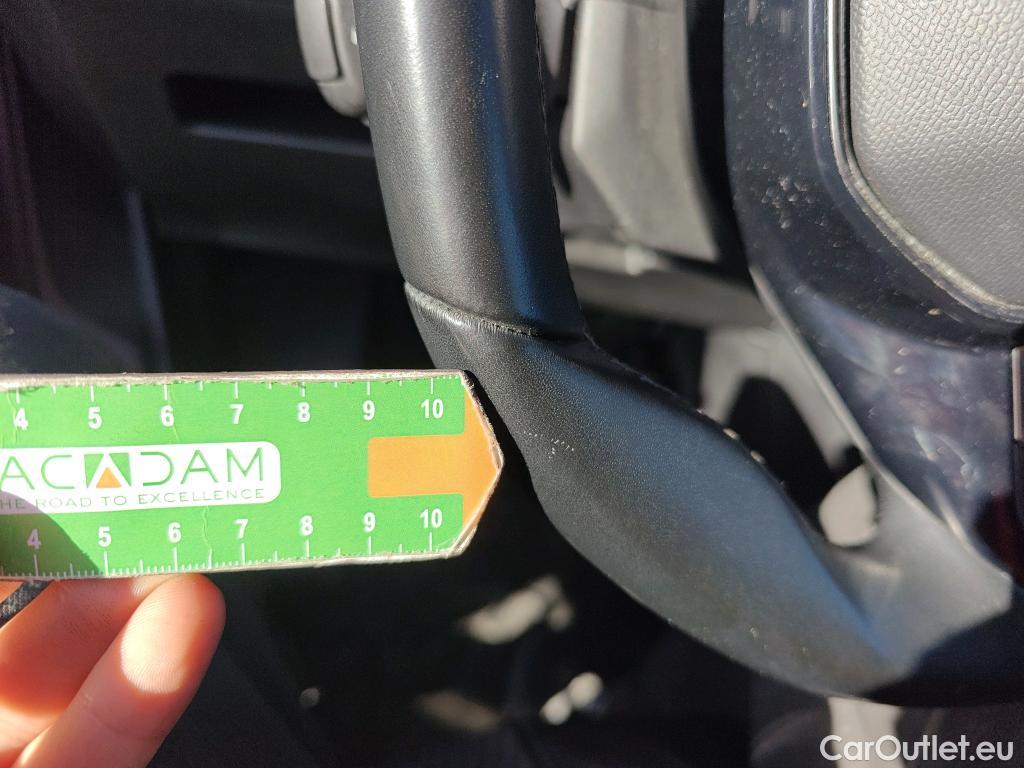 4 5 6 7 8 9 10
ACADAM
HE ROAD TO EXCELLENCE
4 5 6 7 8 9 10
CarOutlet.eu